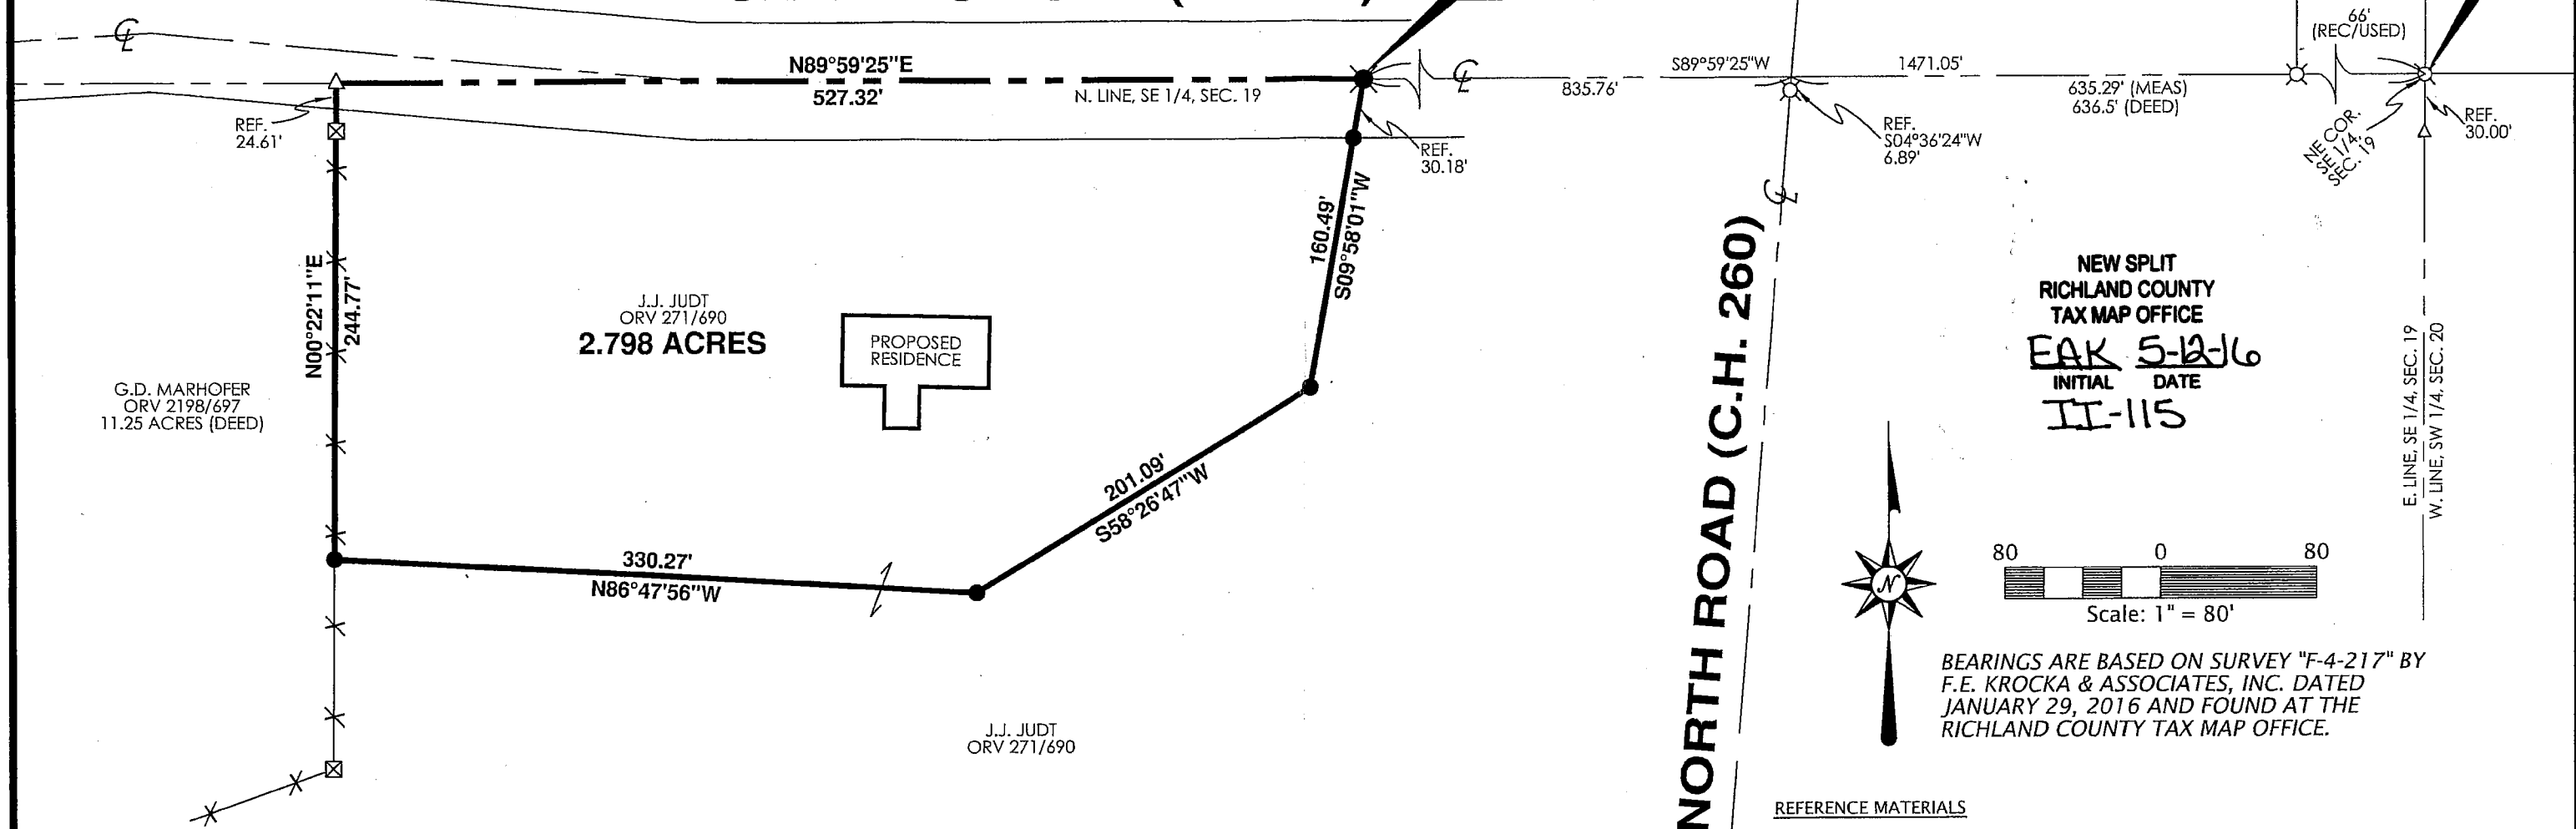 N89°59'25"E
527.32'
N. LINE, SE 1/4, SEC. 19
REF.
24.61'
REF.
30.18'
835.76'
S89°59'25"W
1471.05'
635.29' (MEAS)
636.5' (DEED)
66'
(REC/USED)
REF.
S04°36'24"W
6.89'
NE COR.
SE 1/4,
SEC. 19
REF.
30.00'
N00°22'11"E
244.77'
160.49'
S09°58'01"W
J.J. JUDT
ORV 271/690
2.798 ACRES
PROPOSED
RESIDENCE
G.D. MARHOFER
ORV 2198/697
11.25 ACRES (DEED)
201.09'
S58°26'47"W
330.27'
N86°47'56"W
J.J. JUDT
ORV 271/690
NORTH ROAD (C.H. 260)
NEW SPLIT
RICHLAND COUNTY
TAX MAP OFFICE
EAK 5-12-16
INITIAL DATE
II-115
E. LINE, SE 1/4, SEC. 19
W. LINE, SW 1/4, SEC. 20
N
80 0 80
Scale: 1" = 80'
BEARINGS ARE BASED ON SURVEY "F-4-217" BY
F.E. KROCKA & ASSOCIATES, INC. DATED
JANUARY 29, 2016 AND FOUND AT THE
RICHLAND COUNTY TAX MAP OFFICE.
REFERENCE MATERIALS